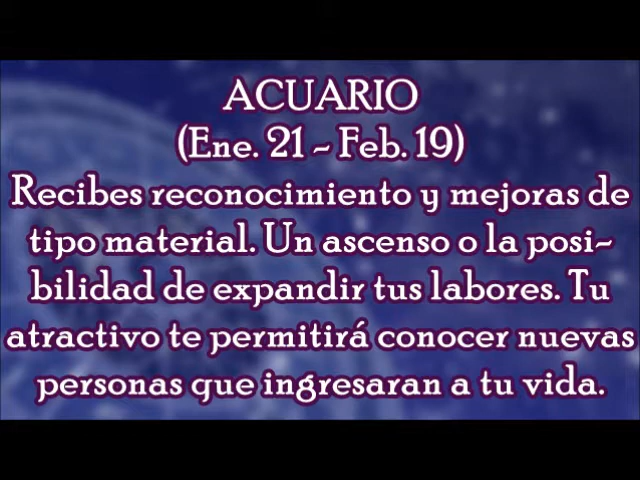 ACUARIO
(Ene. 21 - Feb. 19)
Recibes reconocimiento y mejoras de
tipo material. Un ascenso o la posi-
bilidad de expandir tus labores. Tu
atractivo te permitirá conocer nuevas
personas que ingresaran a tu vida.